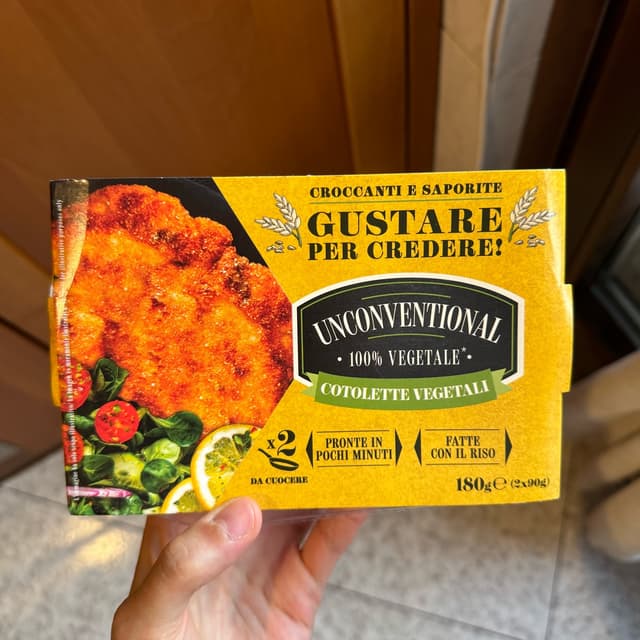 CROCCANTI E SAPORITE
GUSTARE
PER CREDERE!
UNCONVENTIONAL
• 100% VEGETALE*•
COTOLETTE VEGETALI
x2
DA CUOCERE
PRONTE IN
POCHI MINUTI
FATTE
CON IL RISO
180g℮ (2x90g)